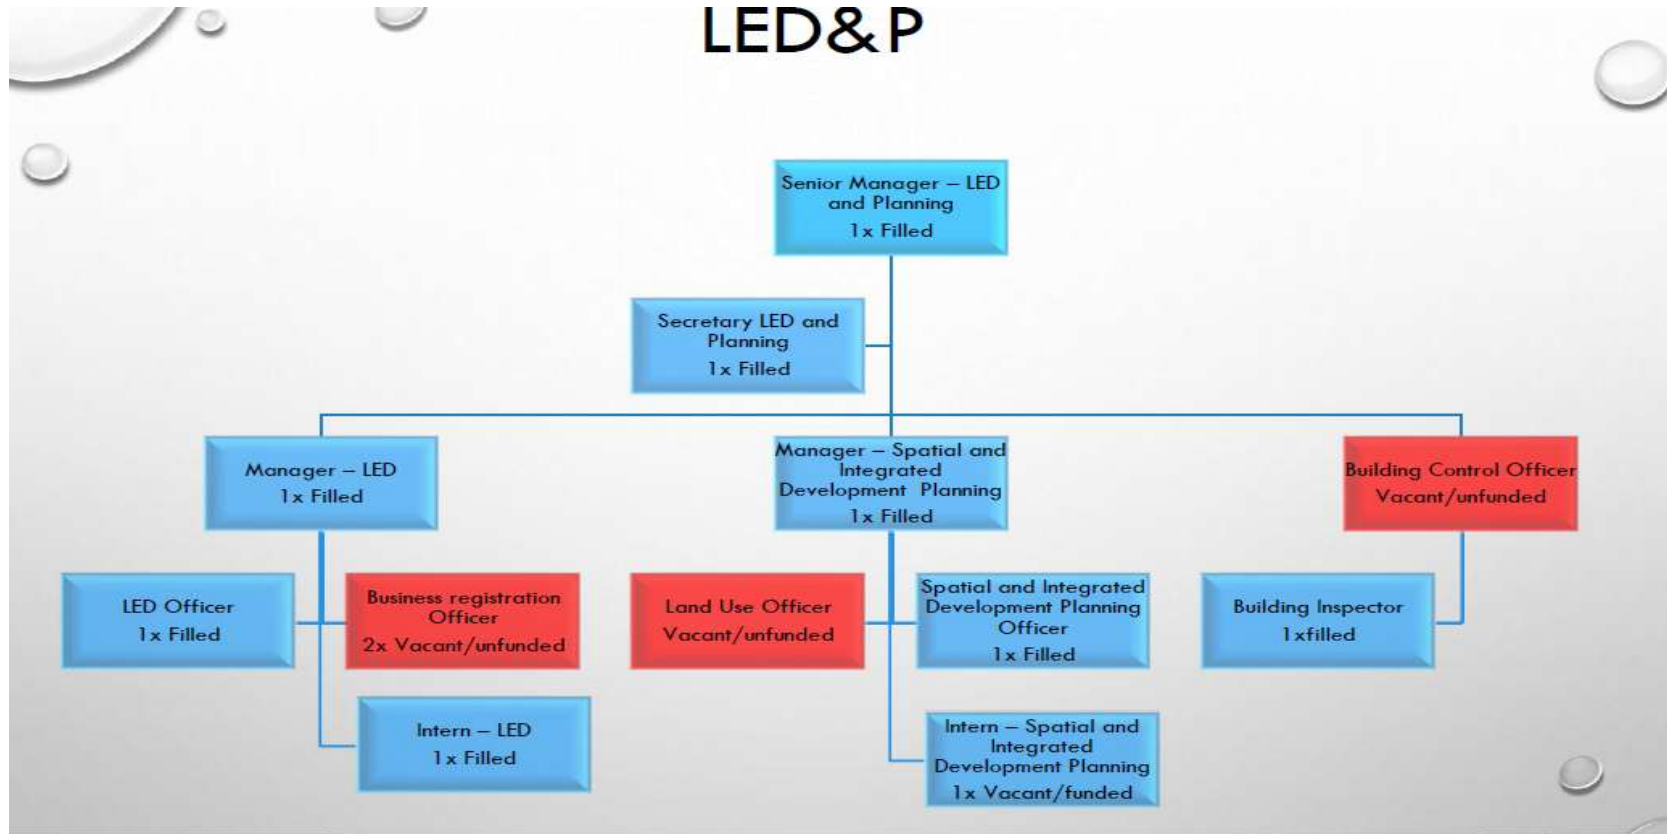 LED&P
Senior Manager – LED
and Planning
1x Filled
Secretary LED and
Planning
1x Filled
Manager – LED
1x Filled
Manager – Spatial and
Integrated
Development Planning
1x Filled
Building Control Officer
Vacant/unfunded
LED Officer
1x Filled
Business registration
Officer
2x Vacant/unfunded
Land Use Officer
Vacant/unfunded
Spatial and Integrated
Development Planning
Officer
1x Filled
Building Inspector
1xfilled
Intern – LED
1x Filled
Intern – Spatial and
Integrated
Development Planning
1x Vacant/funded